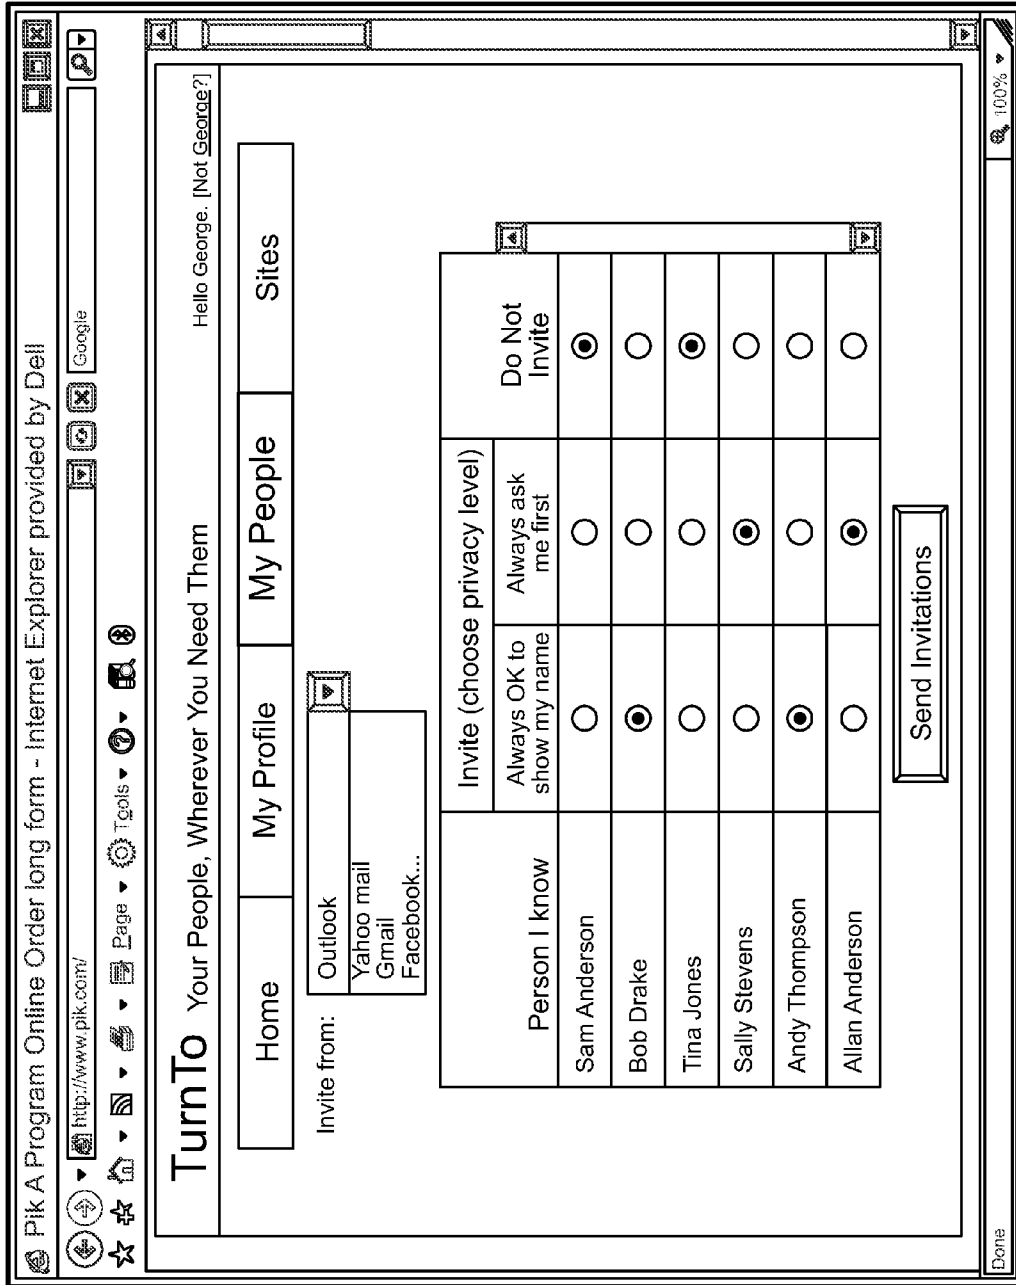 Pik A Program Online Order long form - Internet Explorer provided by Dell
http://www.pik.com/
Google
Page
Tools
TurnTo Your People, Wherever You Need Them
Hello George. [Not George?]
Home
My Profile
My People
Sites
Invite from:
Outlook
Yahoo mail
Gmail
Facebook...
Person I know
Invite (choose privacy level)
Always OK to
show my name
Always ask
me first
Do Not
Invite
Sam Anderson
Bob Drake
Tina Jones
Sally Stevens
Andy Thompson
Allan Anderson
Send Invitations
Done
100%